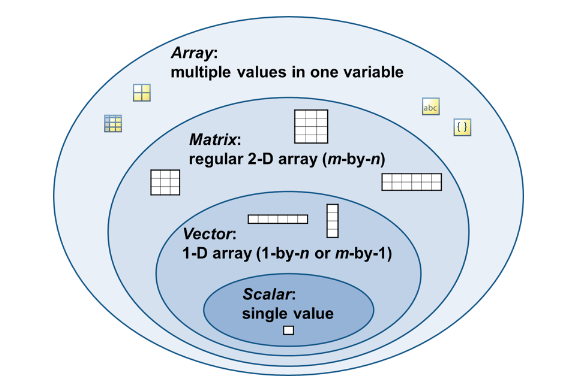 Array:
multiple values in one variable
abc
{ }
Matrix:
regular 2-D array (m-by-n)
Vector:
1-D array (1-by-n or m-by-1)
Scalar:
single value